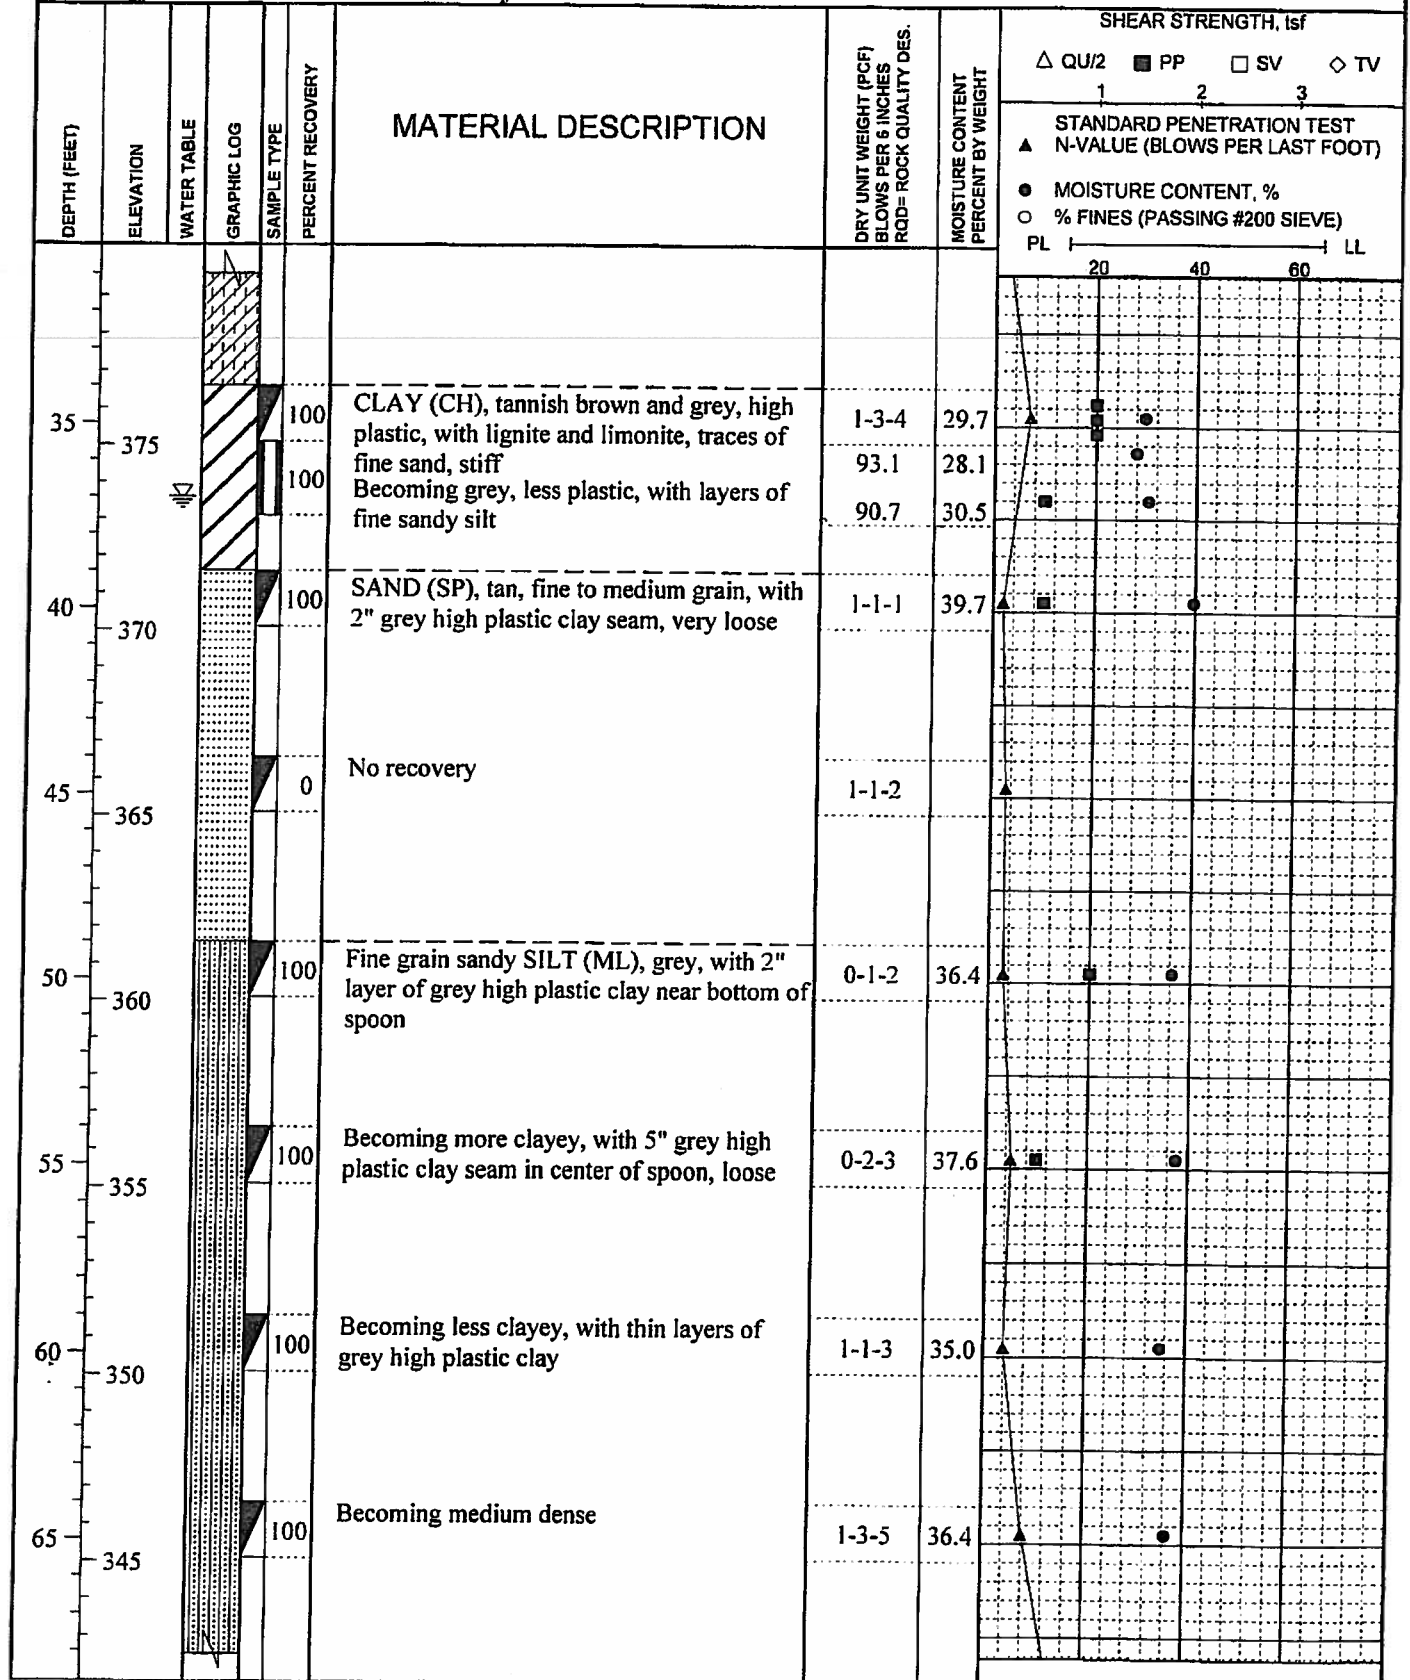 SHEAR STRENGTH, tsf
△ QU/2 ■ PP □ SV ◇ TV
1 2 3
STANDARD PENETRATION TEST
▲ N-VALUE (BLOWS PER LAST FOOT)
● MOISTURE CONTENT, %
○ % FINES (PASSING #200 SIEVE)
PL LL
20 40 60
DEPTH (FEET)
ELEVATION
WATER TABLE
GRAPHIC LOG
SAMPLE TYPE
PERCENT RECOVERY
MATERIAL DESCRIPTION
DRY UNIT WEIGHT (PCF)
BLOWS PER 6 INCHES
RQD= ROCK QUALITY DES.
MOISTURE CONTENT
PERCENT BY WEIGHT
35
375
100
CLAY (CH), tannish brown and grey, high
plastic, with lignite and limonite, traces of
fine sand, stiff
1-3-4 29.7
93.1 28.1
100
Becoming grey, less plastic, with layers of
fine sandy silt
90.7 30.5
40
370
100
SAND (SP), tan, fine to medium grain, with
2" grey high plastic clay seam, very loose
1-1-1 39.7
45
365
0
No recovery
1-1-2
50
360
100
Fine grain sandy SILT (ML), grey, with 2"
layer of grey high plastic clay near bottom of
spoon
0-1-2 36.4
55
355
100
Becoming more clayey, with 5" grey high
plastic clay seam in center of spoon, loose
0-2-3 37.6
60
350
100
Becoming less clayey, with thin layers of
grey high plastic clay
1-1-3 35.0
65
345
100
Becoming medium dense
1-3-5 36.4